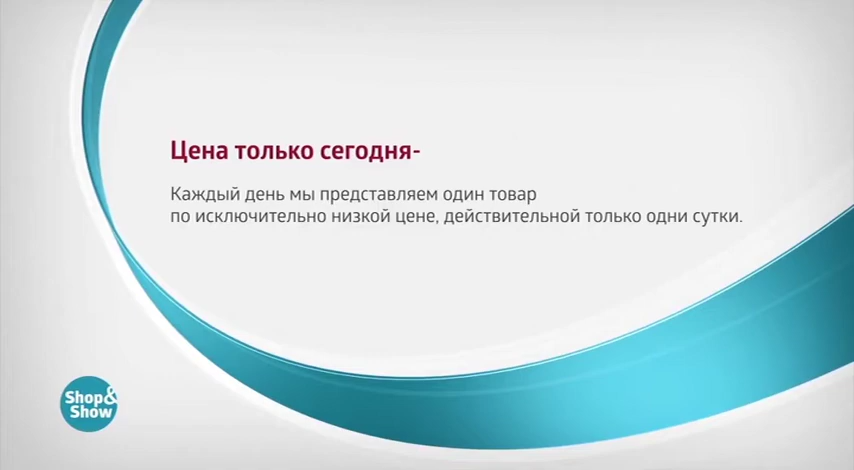 Цена только сегодня-
Каждый день мы представляем один товар
по исключительно низкой цене, действительной только одни сутки.
Shop&
Show